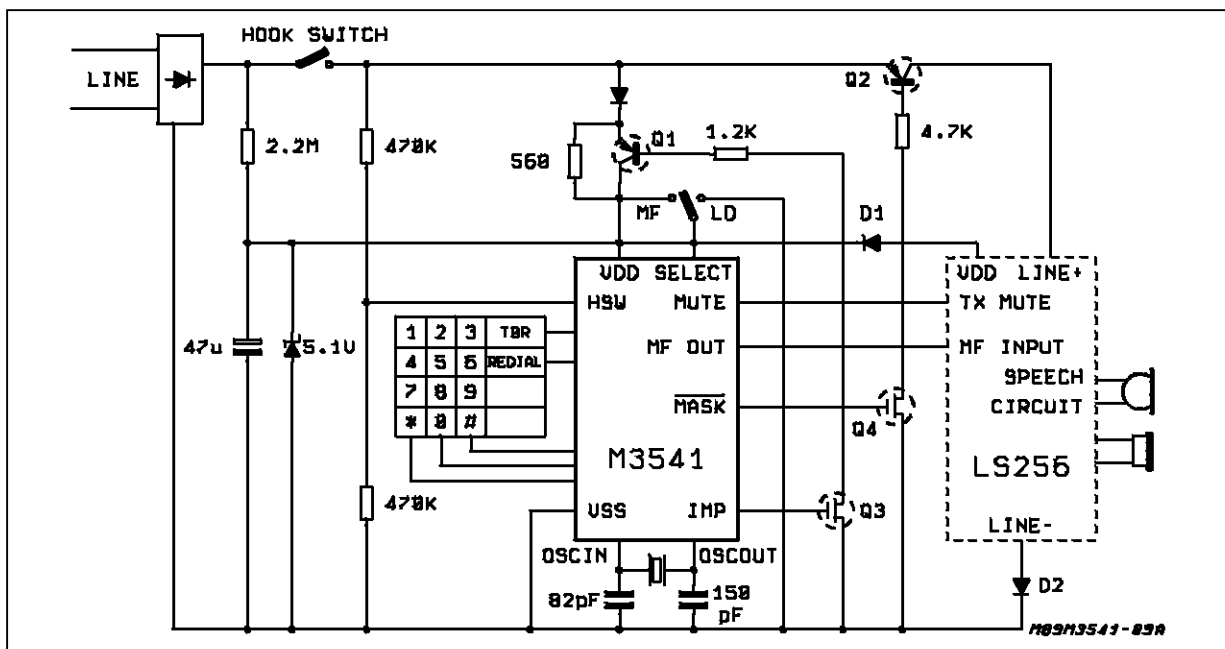 HOOK SWITCH
LINE
Q2
2.2M
470K
560
Q1
1.2K
4.7K
MF
LD
D1
VDD SELECT
VDD LINE+
HSW
MUTE
TX MUTE
1 2 3 TBR
4 5 6 REDIAL
7 8 9
* 0 #
47u
5.1V
MF OUT
MF INPUT
SPEECH
CIRCUIT
MASK
Q4
M3541
LS256
470K
VSS
IMP
Q3
LINE-
OSCIN
OSCOUT
82pF
150
pF
D2
M89M3541-09A